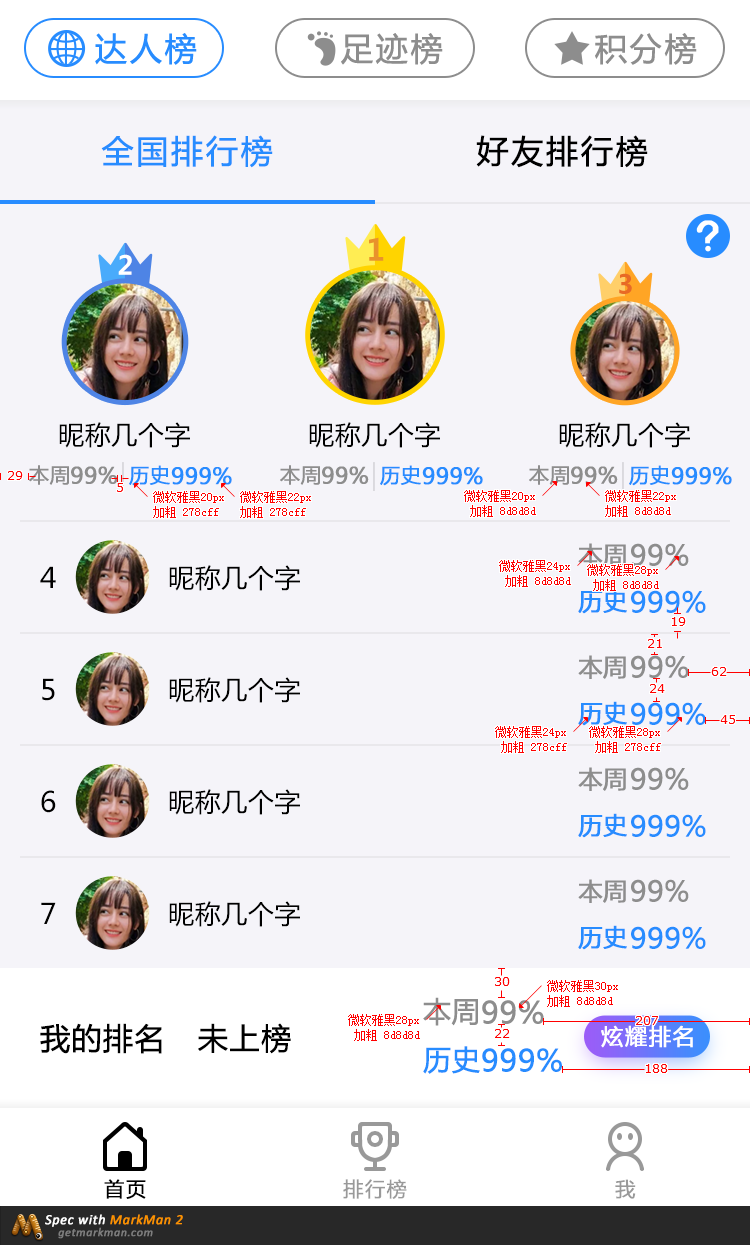 达人榜 足迹榜 积分榜
全国排行榜 好友排行榜
?
2 1 3
昵称几个字 昵称几个字 昵称几个字
29 本周99% 5 历史999% 本周99% 历史999% 本周99% 历史999%
微软雅黑20px 加粗 278cff
微软雅黑22px 加粗 278cff
微软雅黑20px 加粗 8d8d8d
微软雅黑22px 加粗 8d8d8d
4 昵称几个字 本周99%
历史999%
微软雅黑24px 加粗 8d8d8d
微软雅黑28px 加粗 8d8d8d
19
21
5 昵称几个字 本周99% 62
24
历史999% 45
微软雅黑24px 加粗 278cff
微软雅黑28px 加粗 278cff
6 昵称几个字 本周99%
历史999%
7 昵称几个字 本周99%
历史999%
30
微软雅黑30px 加粗 8d8d8d
微软雅黑28px 加粗 8d8d8d
本周99%
207
我的排名 未上榜 22 炫耀排名
历史999%
188
首页 排行榜 我
Spec with MarkMan 2
getmarkman.com